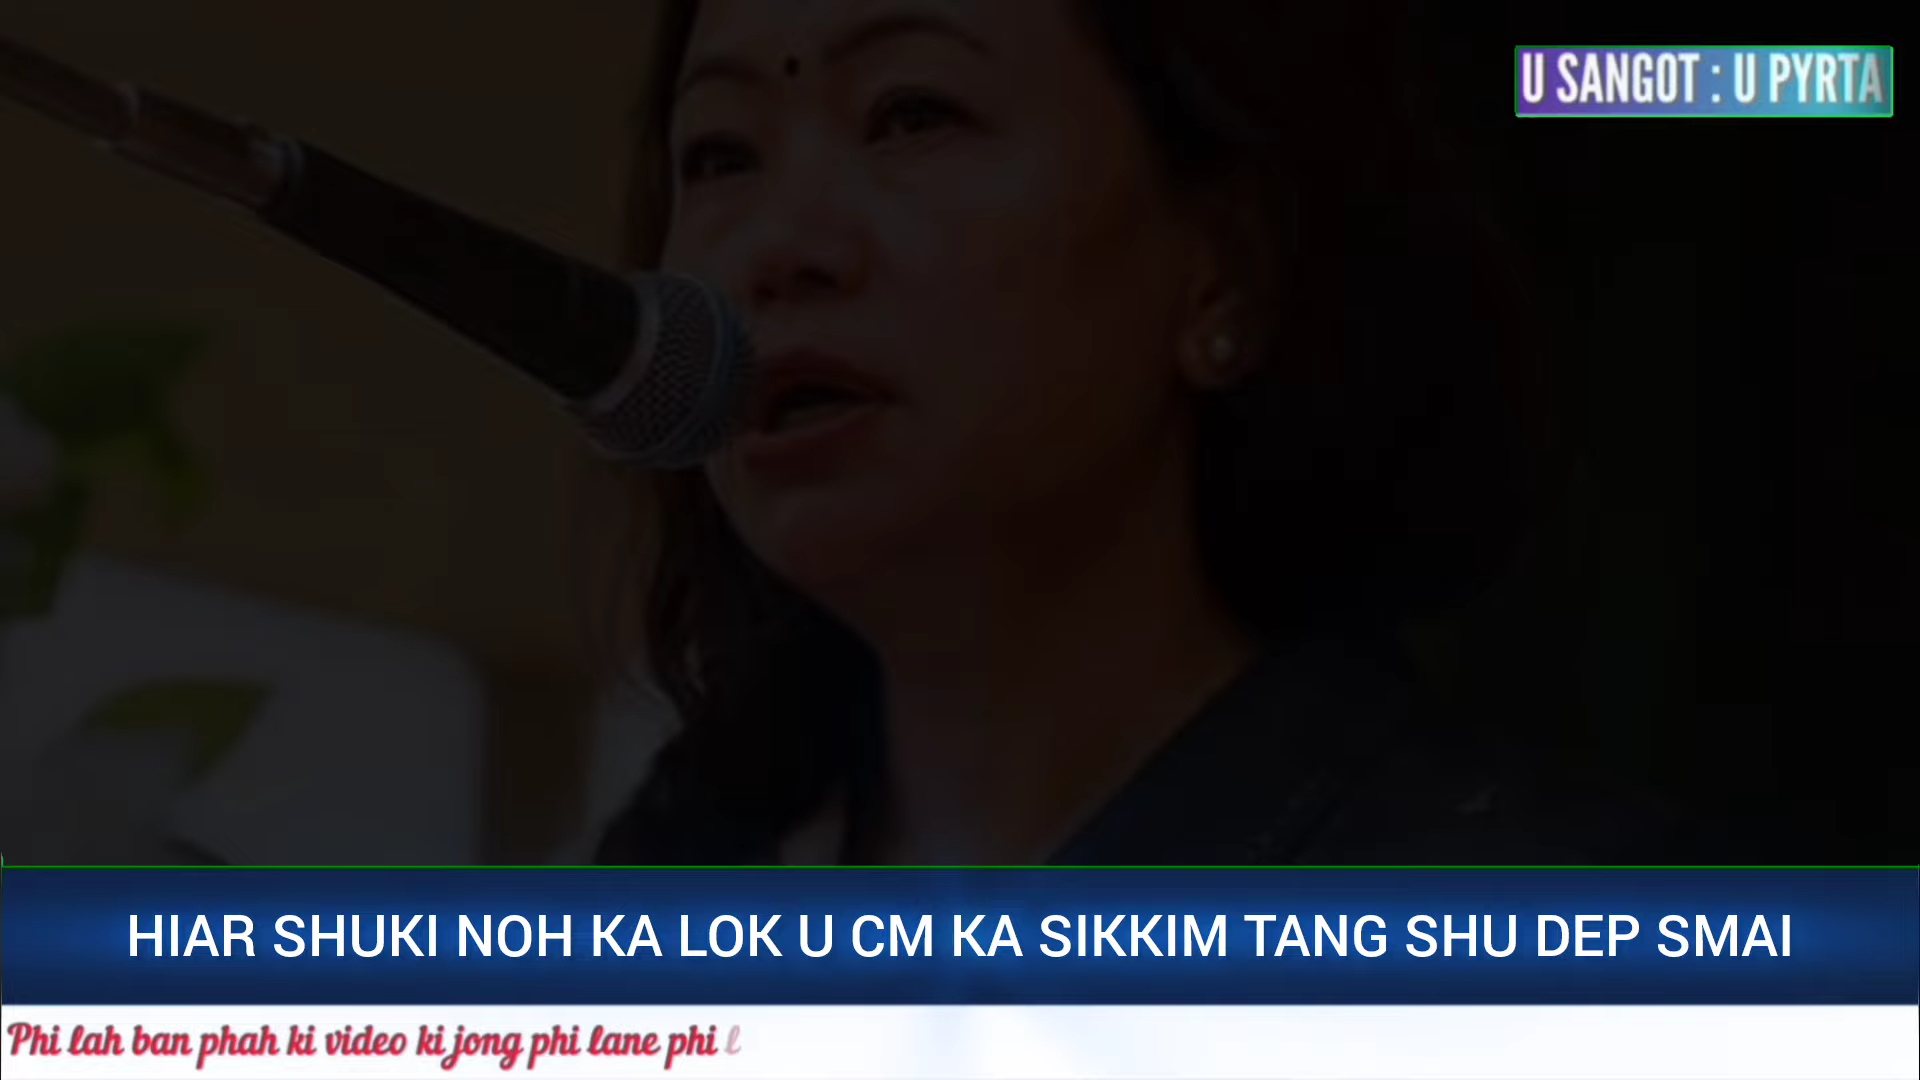 U SANGOT : U PYRTA
HIAR SHUKI NOH KA LOK U CM KA SIKKIM TANG SHU DEP SMAI
Phi lah ban phah ki video ki jong phi lane phi l